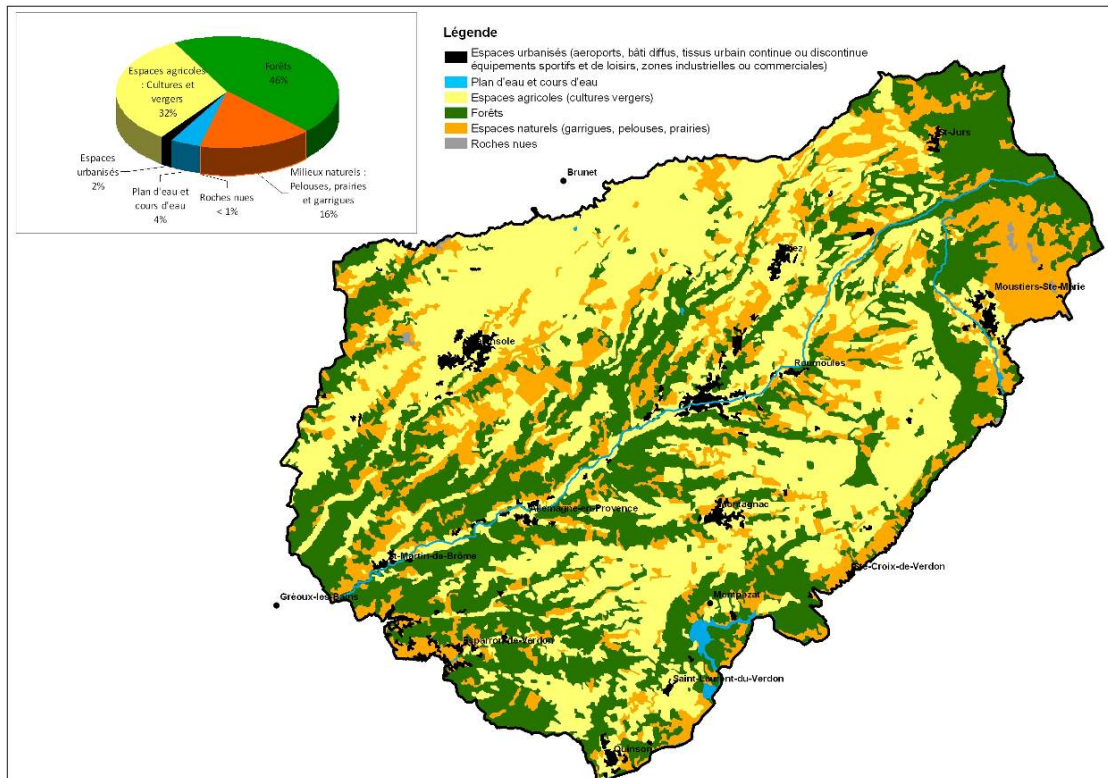 Espaces agricoles
: Cultures et
vergers
32%
Forêts
46%
Espaces
urbanisés
2%
Plan d'eau et
cours d'eau
4%
Roches nues
< 1%
Milieux naturels :
Pelouses, prairies
et garrigues
16%
Légende
Espaces urbanisés (aeroports, bâti diffus, tissus urbain continue ou discontinue
équipements sportifs et de loisirs, zones industrielles ou commerciales)
Plan d'eau et cours d'eau
Espaces agricoles (cultures vergers)
Forêts
Espaces naturels (garrigues, pelouses, prairies)
Roches nues
St-Jurs
Brunet
Moustiers-Ste-Marie
Valensole
Roumoules
Montagnac
Allemagne-en-Provence
St-Martin-de-Brôme
Ste-Croix-de-Verdon
Gréoux-les-Bains
Montpezat
Esparron-de-Verdon
Saint-Laurent-du-Verdon
Quinson